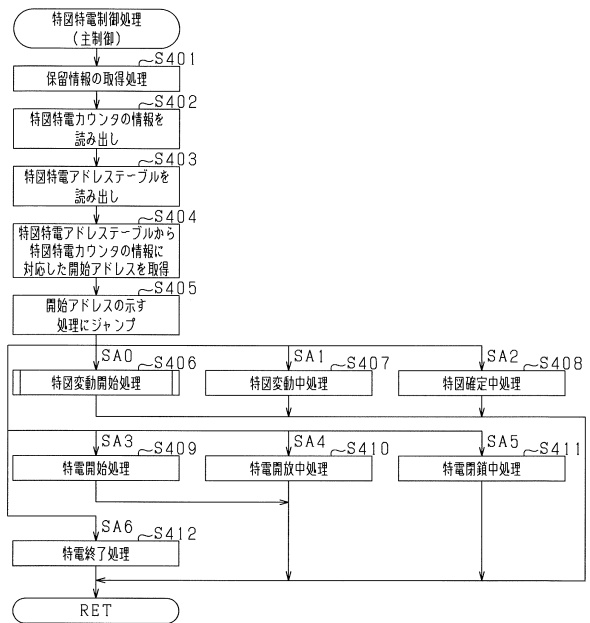 特図特電制御処理
(主制御)
S401
保留情報の取得処理
S402
特図特電カウンタの情報を
読み出し
S403
特図特電アドレステーブルを
読み出し
S404
特図特電アドレステーブルから
特図特電カウンタの情報に
対応した開始アドレスを取得
S405
開始アドレスの示す
処理にジャンプ
SA0 S406
特図変動開始処理
SA1 S407
特図変動中処理
SA2 S408
特図確定中処理
SA3 S409
特電開始処理
SA4 S410
特電開放中処理
SA5 S411
特電閉鎖中処理
SA6 S412
特電終了処理
RET